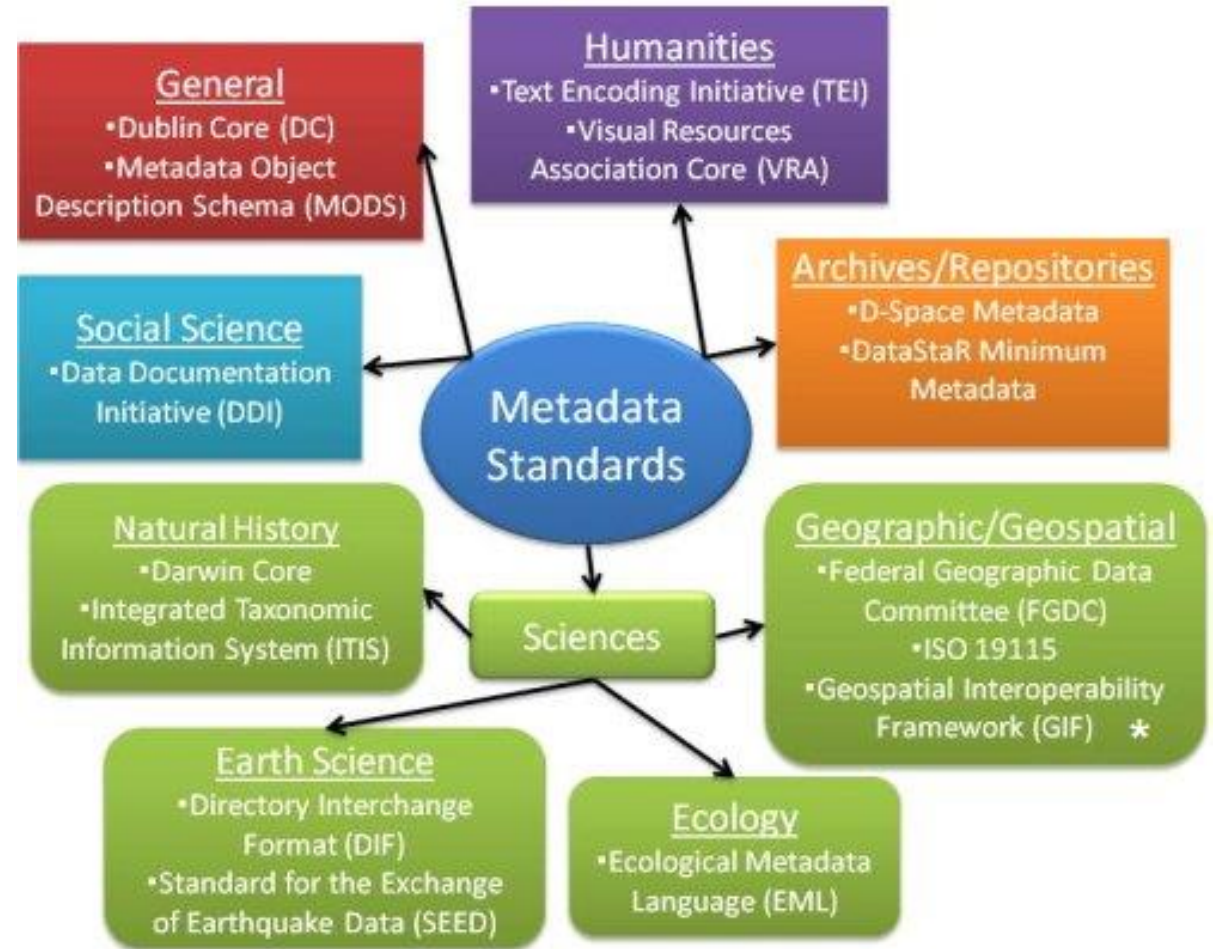 General
•Dublin Core (DC)
•Metadata Object
Description Schema (MODS)
Humanities
•Text Encoding Initiative (TEI)
•Visual Resources
Association Core (VRA)
Social Science
•Data Documentation
Initiative (DDI)
Archives/Repositories
•D-Space Metadata
•DataStaR Minimum
Metadata
Metadata
Standards
Natural History
•Darwin Core
•Integrated Taxonomic
Information System (ITIS)
Sciences
Geographic/Geospatial
•Federal Geographic Data
Committee (FGDC)
•ISO 19115
•Geospatial Interoperability
Framework (GIF) *
Earth Science
•Directory Interchange
Format (DIF)
•Standard for the Exchange
of Earthquake Data (SEED)
Ecology
•Ecological Metadata
Language (EML)